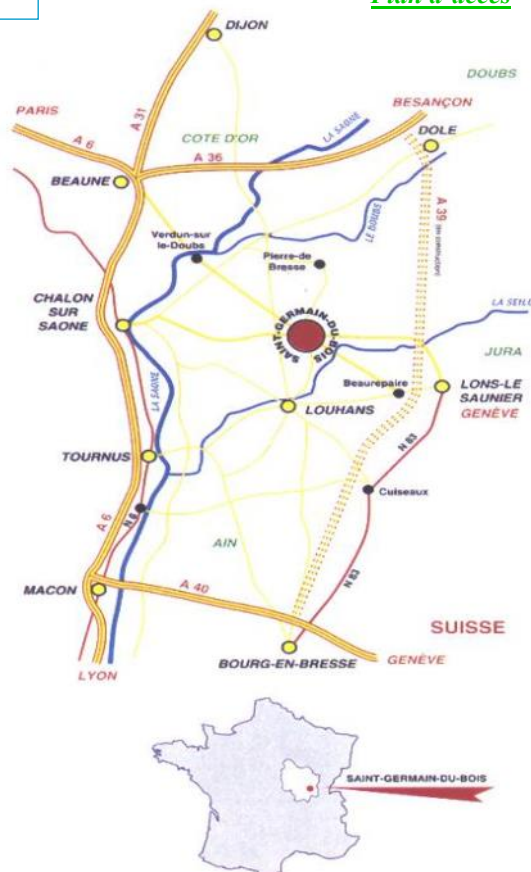 Plan d'accès
DIJON
DOUBS
PARIS
A 6
A 31
COTE D'OR
LA SAONE
BESANÇON
A 36
DOLE
BEAUNE
Verdun-sur
le-Doubs
LE DOUBS
A 39 (en construction)
Pierre-de
Bresse
CHALON
SUR
SAONE
SAINT-GERMAIN-DU-BOIS
LA SEILLE
JURA
LA SAONE
Beaurepaire
LONS-LE
SAUNIER
GENÈVE
LOUHANS
TOURNUS
N 83
Cuiseaux
A 6
N 6
AIN
N 83
MACON
A 40
SUISSE
LYON
BOURG-EN-BRESSE
GENÈVE
SAINT-GERMAIN-DU-BOIS